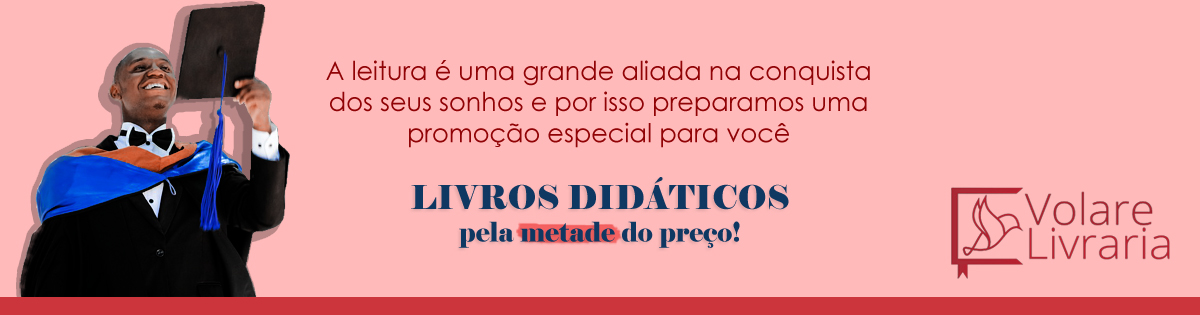 A leitura é uma grande aliada na conquista
dos seus sonhos e por isso preparamos uma
promoção especial para você
LIVROS DIDÁTICOS
pela metade do preço!
Volare
Livraria